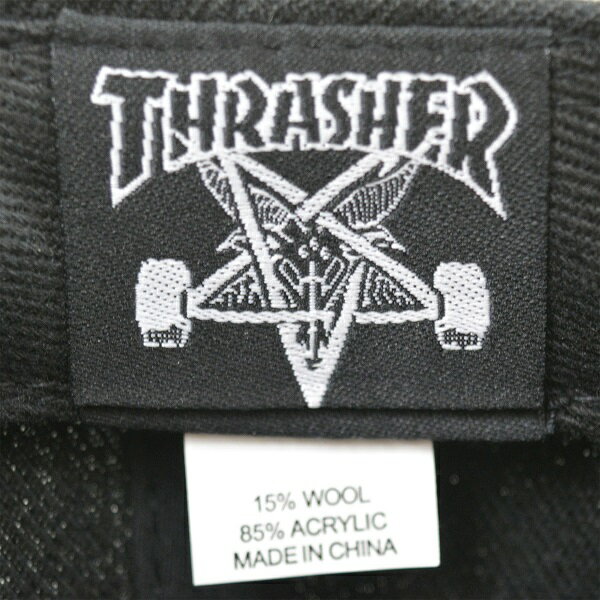 THRASHER
15% WOOL
85% ACRYLIC
MADE IN CHINA